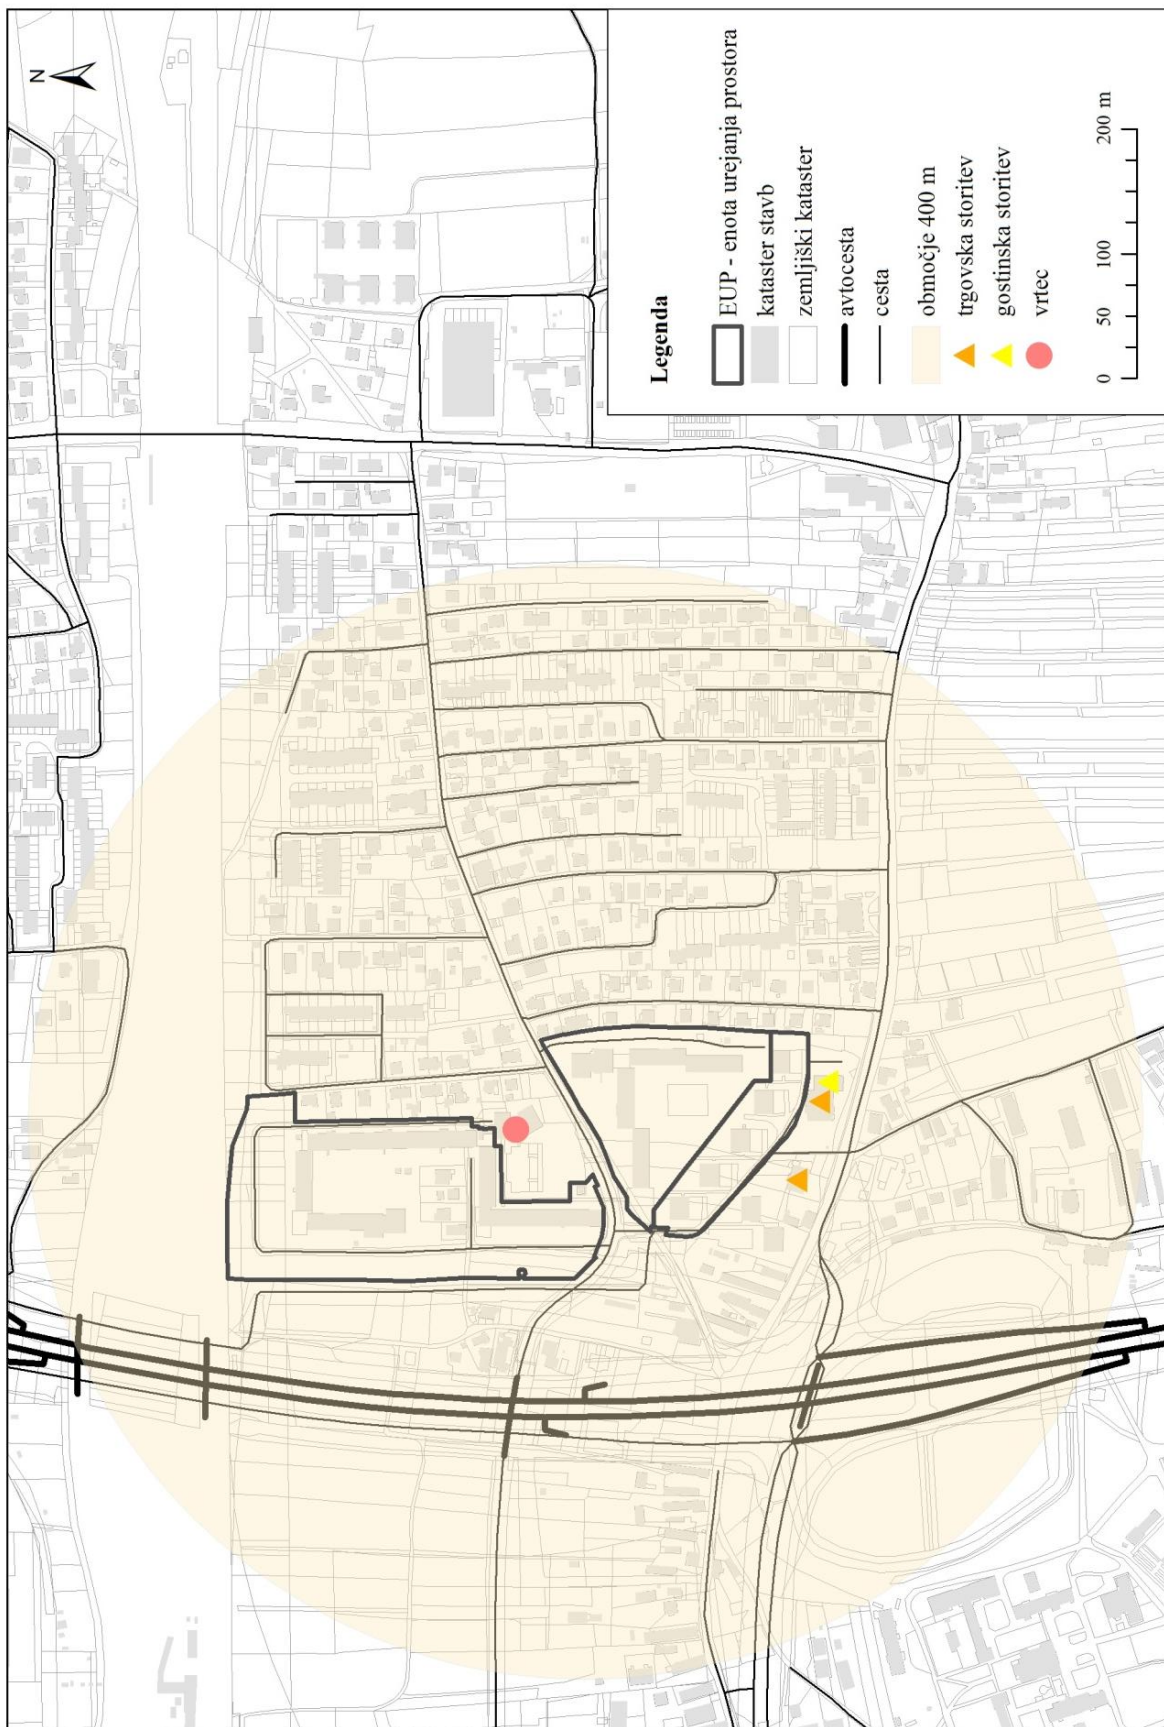 N
Legenda
EUP - enota urejanja prostora
kataster stavb
zemljiški kataster
avtocesta
cesta
območje 400 m
trgovska storitev
gostinska storitev
vrtec
0 50 100 200 m